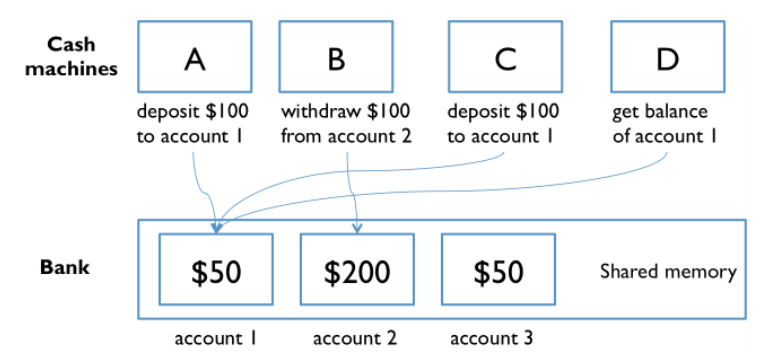 Cash
machines
A
B
C
D
deposit $100
to account 1
withdraw $100
from account 2
deposit $100
to account 1
get balance
of account 1
Bank
$50
$200
$50
Shared memory
account 1
account 2
account 3